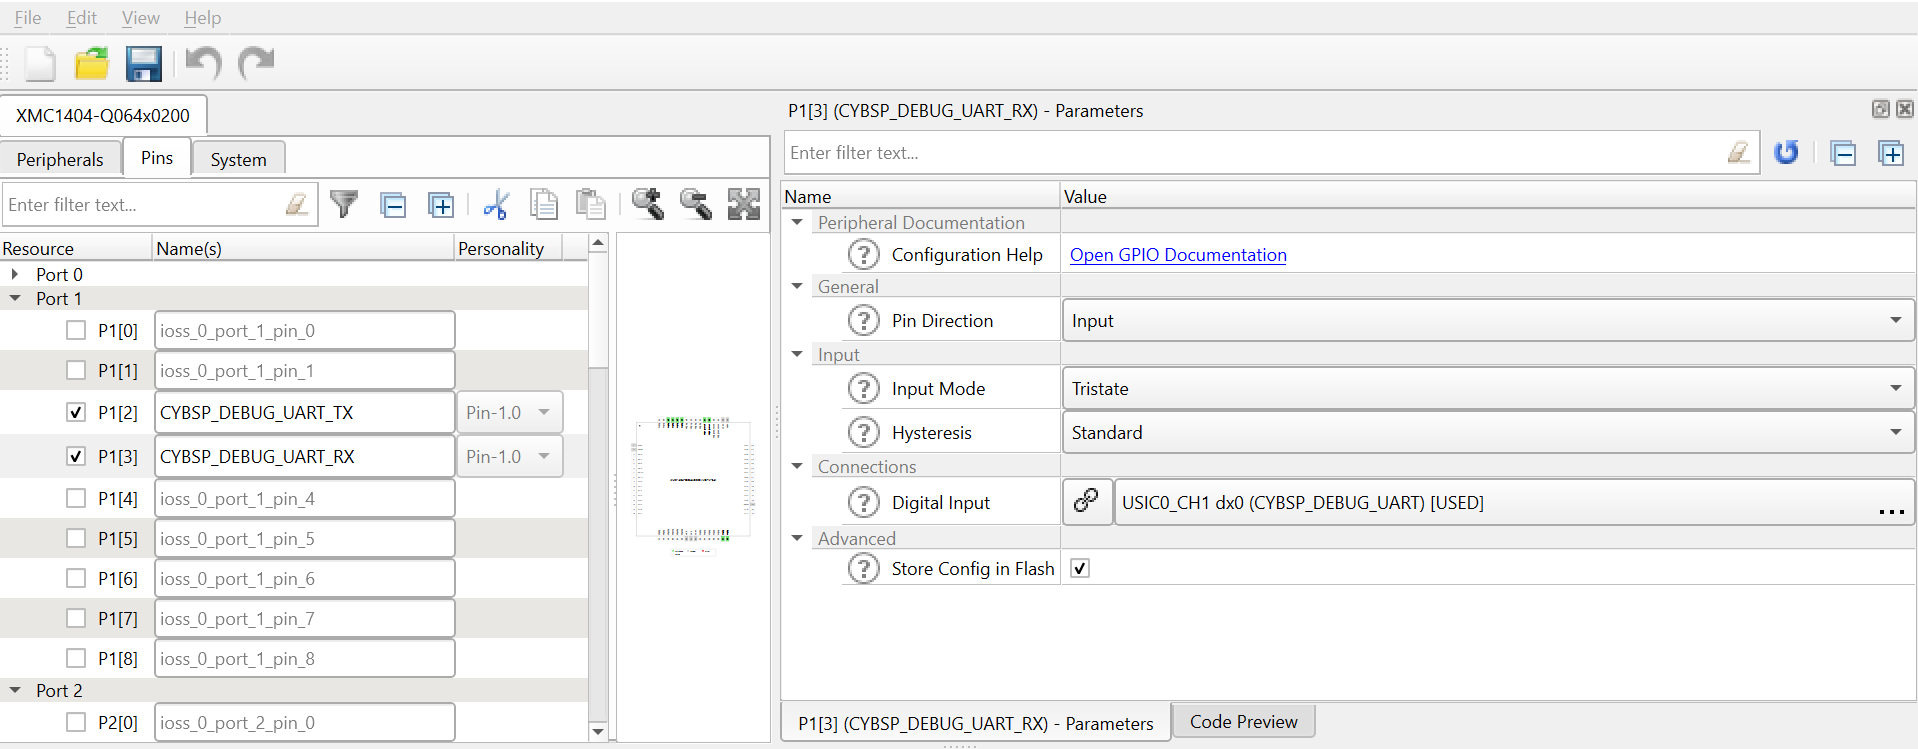 File Edit View Help
XMC1404-Q064x0200
Peripherals Pins System
Enter filter text...
Resource Name(s) Personality
Port 0
Port 1
P1[0] ioss_0_port_1_pin_0
P1[1] ioss_0_port_1_pin_1
P1[2] CYBSP_DEBUG_UART_TX Pin-1.0
P1[3] CYBSP_DEBUG_UART_RX Pin-1.0
P1[4] ioss_0_port_1_pin_4
P1[5] ioss_0_port_1_pin_5
P1[6] ioss_0_port_1_pin_6
P1[7] ioss_0_port_1_pin_7
P1[8] ioss_0_port_1_pin_8
Port 2
P2[0] ioss_0_port_2_pin_0
P1[3] (CYBSP_DEBUG_UART_RX) - Parameters
Enter filter text...
Name Value
Peripheral Documentation
? Configuration Help Open GPIO Documentation
General
? Pin Direction Input
Input
? Input Mode Tristate
? Hysteresis Standard
Connections
? Digital Input USIC0_CH1 dx0 (CYBSP_DEBUG_UART) [USED] ...
Advanced
? Store Config in Flash
P1[3] (CYBSP_DEBUG_UART_RX) - Parameters Code Preview